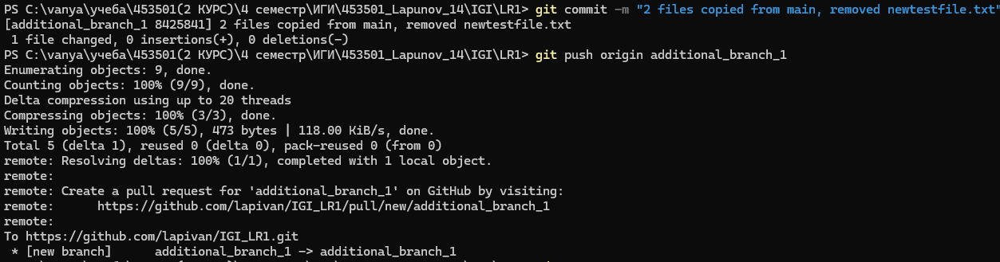 PS C:\vanya\учеба\453501(2 КУРС)\4 семестр\ИГИ\453501_Lapunov_14\IGI\LR1> git commit -m "2 files copied from main, removed newtestfile.txt"
[additional_branch_1 8425841] 2 files copied from main, removed newtestfile.txt
 1 file changed, 0 insertions(+), 0 deletions(-)
PS C:\vanya\учеба\453501(2 КУРС)\4 семестр\ИГИ\453501_Lapunov_14\IGI\LR1> git push origin additional_branch_1
Enumerating objects: 9, done.
Counting objects: 100% (9/9), done.
Delta compression using up to 20 threads
Compressing objects: 100% (3/3), done.
Writing objects: 100% (5/5), 473 bytes | 118.00 KiB/s, done.
Total 5 (delta 1), reused 0 (delta 0), pack-reused 0 (from 0)
remote: Resolving deltas: 100% (1/1), completed with 1 local object.
remote:
remote: Create a pull request for 'additional_branch_1' on GitHub by visiting:
remote:      https://github.com/lapivan/IGI_LR1/pull/new/additional_branch_1
remote:
To https://github.com/lapivan/IGI_LR1.git
 * [new branch]      additional_branch_1 -> additional_branch_1